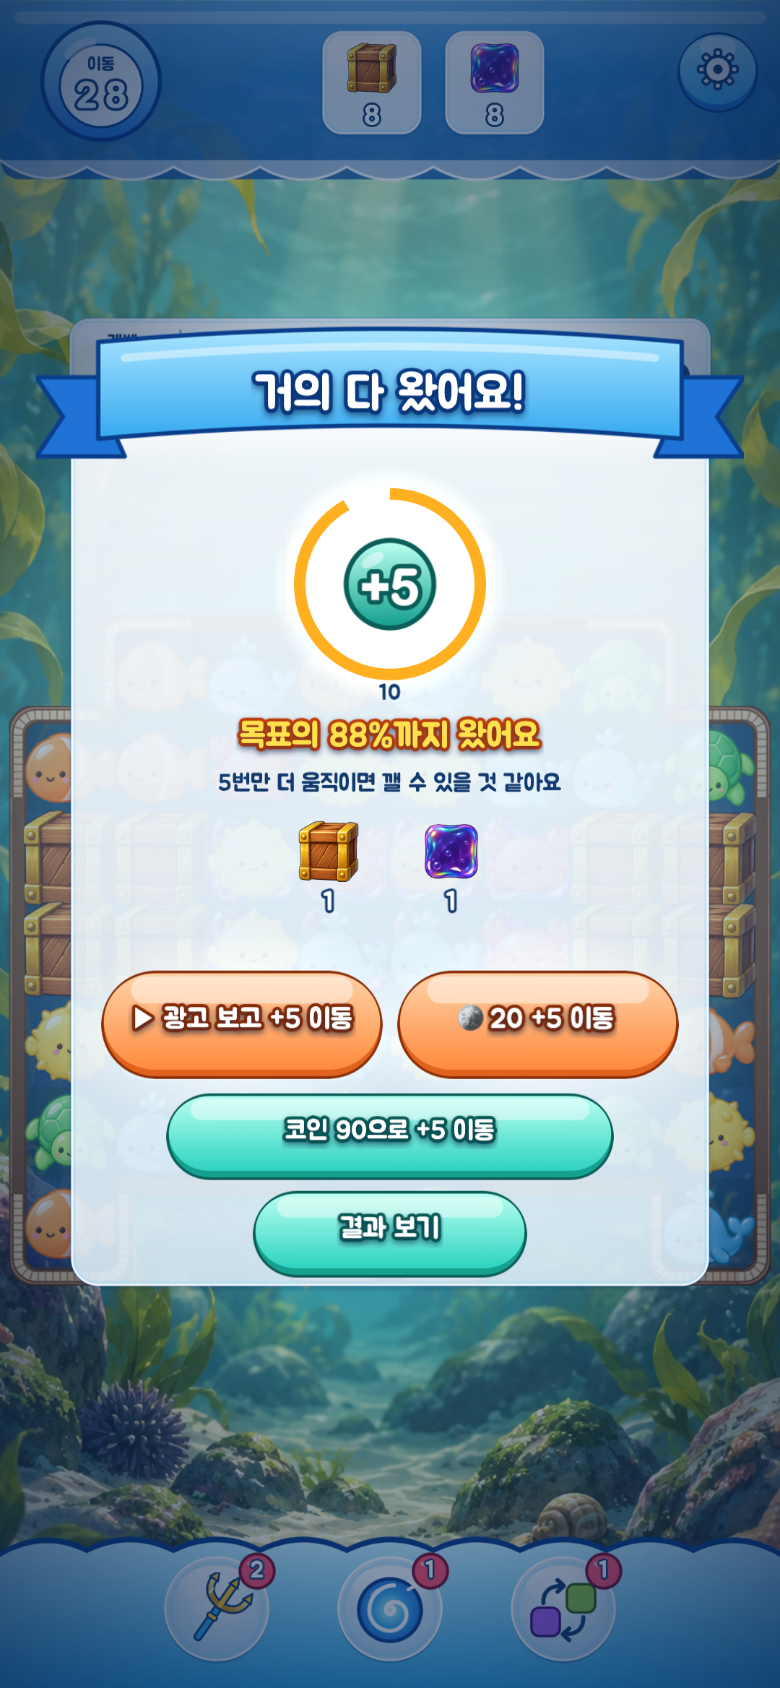 이동
28
8
8
거의 다 왔어요!
+5
10
목표의 88%까지 왔어요
5번만 더 움직이면 깰 수 있을 것 같아요
1
1
광고 보고 +5 이동
20 +5 이동
코인 90으로 +5 이동
결과 보기
2
1
1